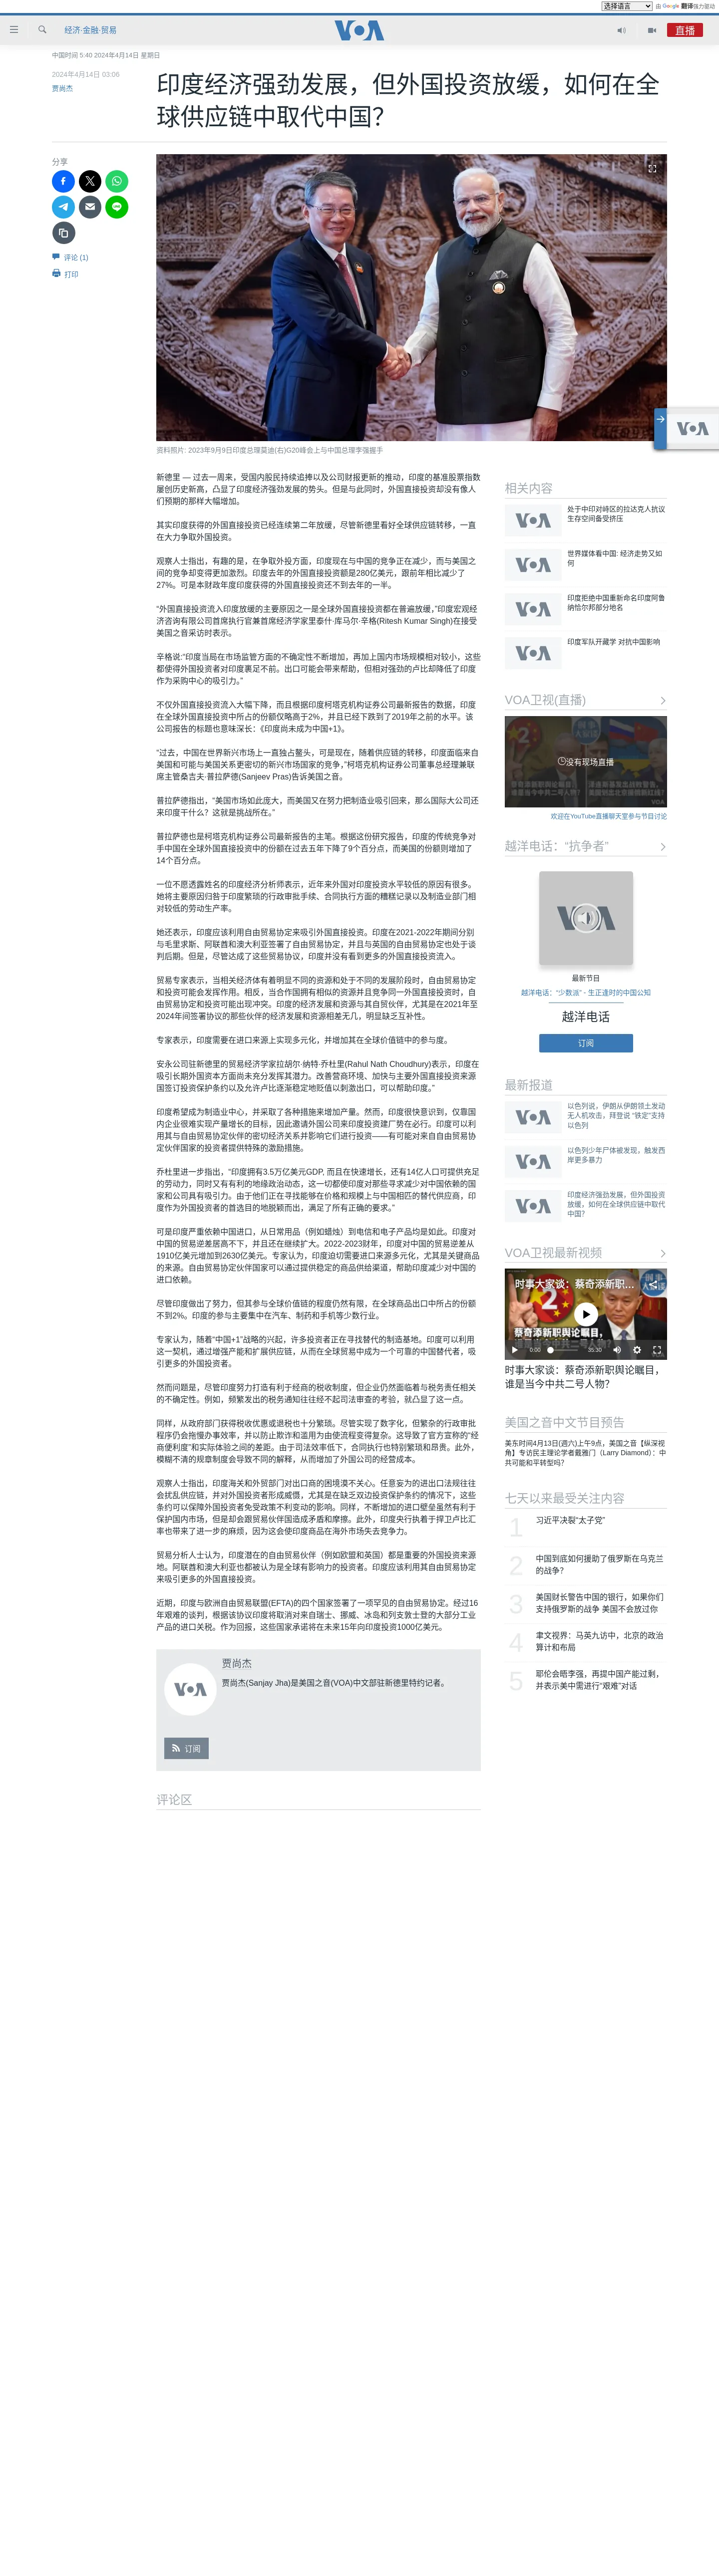 选择语言
由 Google 翻译强力驱动
经济·金融·贸易
VOA
直播
中国时间 5:40 2024年4月14日 星期日
2024年4月14日 03:06
贾尚杰
印度经济强劲发展，但外国投资放缓，如何在全
球供应链中取代中国？
分享
评论 (1)
打印
资料照片: 2023年9月9日印度总理莫迪(右)G20峰会上与中国总理李强握手
新德里 — 过去一周来，受国内股民持续追捧以及公司财报更新的推动，印度的基准股票指数
屡创历史新高，凸显了印度经济强劲发展的势头。但是与此同时，外国直接投资却没有像人
们预期的那样大幅增加。
其实印度获得的外国直接投资已经连续第二年放缓，尽管新德里看好全球供应链转移，一直
在大力争取外国投资。
观察人士指出，有趣的是，在争取外投方面，印度现在与中国的竞争正在减少，而与美国之
间的竞争却变得更加激烈。印度去年的外国直接投资额是280亿美元，跟前年相比减少了
27%。可是本财政年度印度获得的外国直接投资还不到去年的一半。
“外国直接投资流入印度放缓的主要原因之一是全球外国直接投资都在普遍放缓，”印度宏观经
济咨询有限公司首席执行官兼首席经济学家里泰什·库马尔·辛格(Ritesh Kumar Singh)在接受
美国之音采访时表示。
辛格说:“印度当局在市场监管方面的不确定性不断增加，再加上国内市场规模相对较小，这些
都使得外国投资者对印度裹足不前。出口可能会带来帮助，但相对强劲的卢比却降低了印度
作为采购中心的吸引力。”
不仅外国直接投资流入大幅下降，而且根据印度柯塔克机构证券公司最新报告的数据，印度
在全球外国直接投资中所占的份额仅略高于2%，并且已经下跌到了2019年之前的水平。该
公司报告的标题也意味深长:《印度尚未成为中国+1》。
“过去，中国在世界新兴市场上一直独占鳌头，可是现在，随着供应链的转移，印度面临来自
美国和可能与美国关系更密切的新兴市场国家的竞争，”柯塔克机构证券公司董事总经理兼联
席主管桑吉夫·普拉萨德(Sanjeev Pras)告诉美国之音。
普拉萨德指出，“美国市场如此庞大，而美国又在努力把制造业吸引回来，那么国际大公司还
来印度干什么？这就是挑战所在。”
普拉萨德也是柯塔克机构证券公司最新报告的主笔。根据这份研究报告，印度的传统竞争对
手中国在全球外国直接投资中的份额在过去五年下降了9个百分点，而美国的份额则增加了
14个百分点。
一位不愿透露姓名的印度经济分析师表示，近年来外国对印度投资水平较低的原因有很多。
她将主要原因归咎于印度繁琐的行政审批手续、合同执行方面的糟糕记录以及制造业部门相
对较低的劳动生产率。
她还表示，印度应该利用自由贸易协定来吸引外国直接投资。印度在2021-2022年期间分别
与毛里求斯、阿联酋和澳大利亚签署了自由贸易协定，并且与英国的自由贸易协定也处于谈
判后期。但是，尽管达成了这些贸易协议，印度并没有看到更多的外国直接投资流入。
贸易专家表示，当相关经济体有着明显不同的资源和处于不同的发展阶段时，自由贸易协定
和投资可能会发挥作用。相反，当合作国拥有相似的资源并且竞争同一外国直接投资时，自
由贸易协定和投资可能出现冲突。印度的经济发展和资源与其自贸伙伴，尤其是在2021年至
2024年间签署协议的那些伙伴的经济发展和资源相差无几，明显缺乏互补性。
专家表示，印度需要在进口来源上实现多元化，并增加其在全球价值链中的参与度。
安永公司驻新德里的贸易经济学家拉胡尔·纳特·乔杜里(Rahul Nath Choudhury)表示，印度在
吸引长期外国资本方面尚未充分发挥其潜力。改善营商环境、加快与主要外国直接投资来源
国签订投资保护条约以及允许卢比逐渐稳定地贬值以刺激出口，可以帮助印度。”
印度希望成为制造业中心，并采取了各种措施来增加产量。然而，印度很快意识到，仅靠国
内企业很难实现产量增长的目标，因此邀请外国公司来印度投资建厂势在必行。印度可以利
用其与自由贸易协定伙伴的密切经济关系并影响它们进行投资——有可能对来自自由贸易协
定伙伴国家的投资者提供特殊的激励措施。
乔杜里进一步指出，“印度拥有3.5万亿美元GDP, 而且在快速增长，还有14亿人口可提供充足
的劳动力，同时又有有利的地缘政治动态，这一切都使印度对那些寻求减少对中国依赖的国
家和公司具有吸引力。由于他们正在寻找能够在价格和规模上与中国相匹的替代供应商，印
度作为外国投资者的首选目的地脱颖而出，满足了所有正确的要求。”
可是印度严重依赖中国进口，从日常用品（例如蜡烛）到电信和电子产品均是如此。印度对
中国的贸易逆差居高不下，并且还在继续扩大。2022-2023财年，印度对中国的贸易逆差从
1910亿美元增加到2630亿美元。专家认为，印度迫切需要进口来源多元化，尤其是关键商品
的来源。自由贸易协定伙伴国家可以通过提供稳定的商品供给渠道，帮助印度减少对中国的
进口依赖。
尽管印度做出了努力，但其参与全球价值链的程度仍然有限，在全球商品出口中所占的份额
不到2%。印度的参与主要集中在汽车、制药和手机等少数行业。
专家认为，随着“中国+1”战略的兴起，许多投资者正在寻找替代的制造基地。印度可以利用
这一契机，通过增强产能和扩展供应链，从而在全球贸易中成为一个可靠的中国替代者，吸
引更多的外国投资者。
然而问题是，尽管印度努力打造有利于经商的税收制度，但企业仍然面临着与税务责任相关
的不确定性。例如，频繁发出的税务通知往往经不起司法审查的考验，就凸显了这一点。
同样，从政府部门获得税收优惠或退税也十分繁琐。尽管实现了数字化，但繁杂的行政审批
程序仍会拖慢办事效率，并以防止欺诈和滥用为由使流程变得复杂。这导致了官方宣称的“经
商便利度”和实际体验之间的差距。由于司法效率低下，合同执行也特别繁琐和昂贵。此外，
模糊不清的规章制度会导致不同的解释，从而增加了外国公司的经营成本。
观察人士指出，印度海关和外贸部门对出口商的困境漠不关心。任意妄为的进出口法规往往
会扰乱供应链，并对外国投资者形成威慑，尤其是在缺乏双边投资保护条约的情况下，这些
条约可以保障外国投资者免受政策不利变动的影响。同样，不断增加的进口壁垒虽然有利于
保护国内市场，但是却会跟贸易伙伴国造成矛盾和摩擦。此外，印度央行执着于捍卫卢比汇
率也带来了进一步的麻烦，因为这会使印度商品在海外市场失去竞争力。
贸易分析人士认为，印度潜在的自由贸易伙伴（例如欧盟和英国）都是重要的外国投资来源
地。阿联酋和澳大利亚也都被认为是全球有影响力的投资者。印度应该利用其自由贸易协定
来吸引更多的外国直接投资。
近期，印度与欧洲自由贸易联盟(EFTA)的四个国家签署了一项罕见的自由贸易协定。经过16
年艰难的谈判，根据该协议印度将取消对来自瑞士、挪威、冰岛和列支敦士登的大部分工业
产品的进口关税。作为回报，这些国家承诺将在未来15年向印度投资1000亿美元。
贾尚杰
贾尚杰(Sanjay Jha)是美国之音(VOA)中文部驻新德里特约记者。
订阅
评论区
相关内容
处于中印对峙区的拉达克人抗议
生存空间备受挤压
世界媒体看中国: 经济走势又如
何
印度拒绝中国重新命名印度阿鲁
纳恰尔邦部分地名
印度军队开藏学 对抗中国影响
VOA卫视(直播)
没有现场直播
欢迎在YouTube直播聊天室参与节目讨论
越洋电话：“抗争者”
最新节目
越洋电话：“少数派” - 生正逢时的中国公知
越洋电话
订阅
最新报道
以色列说，伊朗从伊朗领土发动
无人机攻击，拜登说 “铁定”支持
以色列
以色列少年尸体被发现，触发西
岸更多暴力
印度经济强劲发展，但外国投资
放缓，如何在全球供应链中取代
中国？
VOA卫视最新视频
时事大家谈：蔡奇添新职...
蔡奇添新职舆论瞩目，
0:00
35:30
时事大家谈：蔡奇添新职舆论瞩目，
谁是当今中共二号人物？
美国之音中文节目预告
美东时间4月13日(週六)上午9点，美国之音【纵深视
角】专访民主理论学者戴雅门（Larry Diamond）：中
共可能和平转型吗？
七天以来最受关注内容
1 习近平决裂“太子党”
2 中国到底如何援助了俄罗斯在乌克兰
的战争？
3 美国财长警告中国的银行，如果你们
支持俄罗斯的战争 美国不会放过你
4 聿文视界：马英九访中，北京的政治
算计和布局
5 耶伦会晤李强，再提中国产能过剩，
并表示美中需进行“艰难”对话